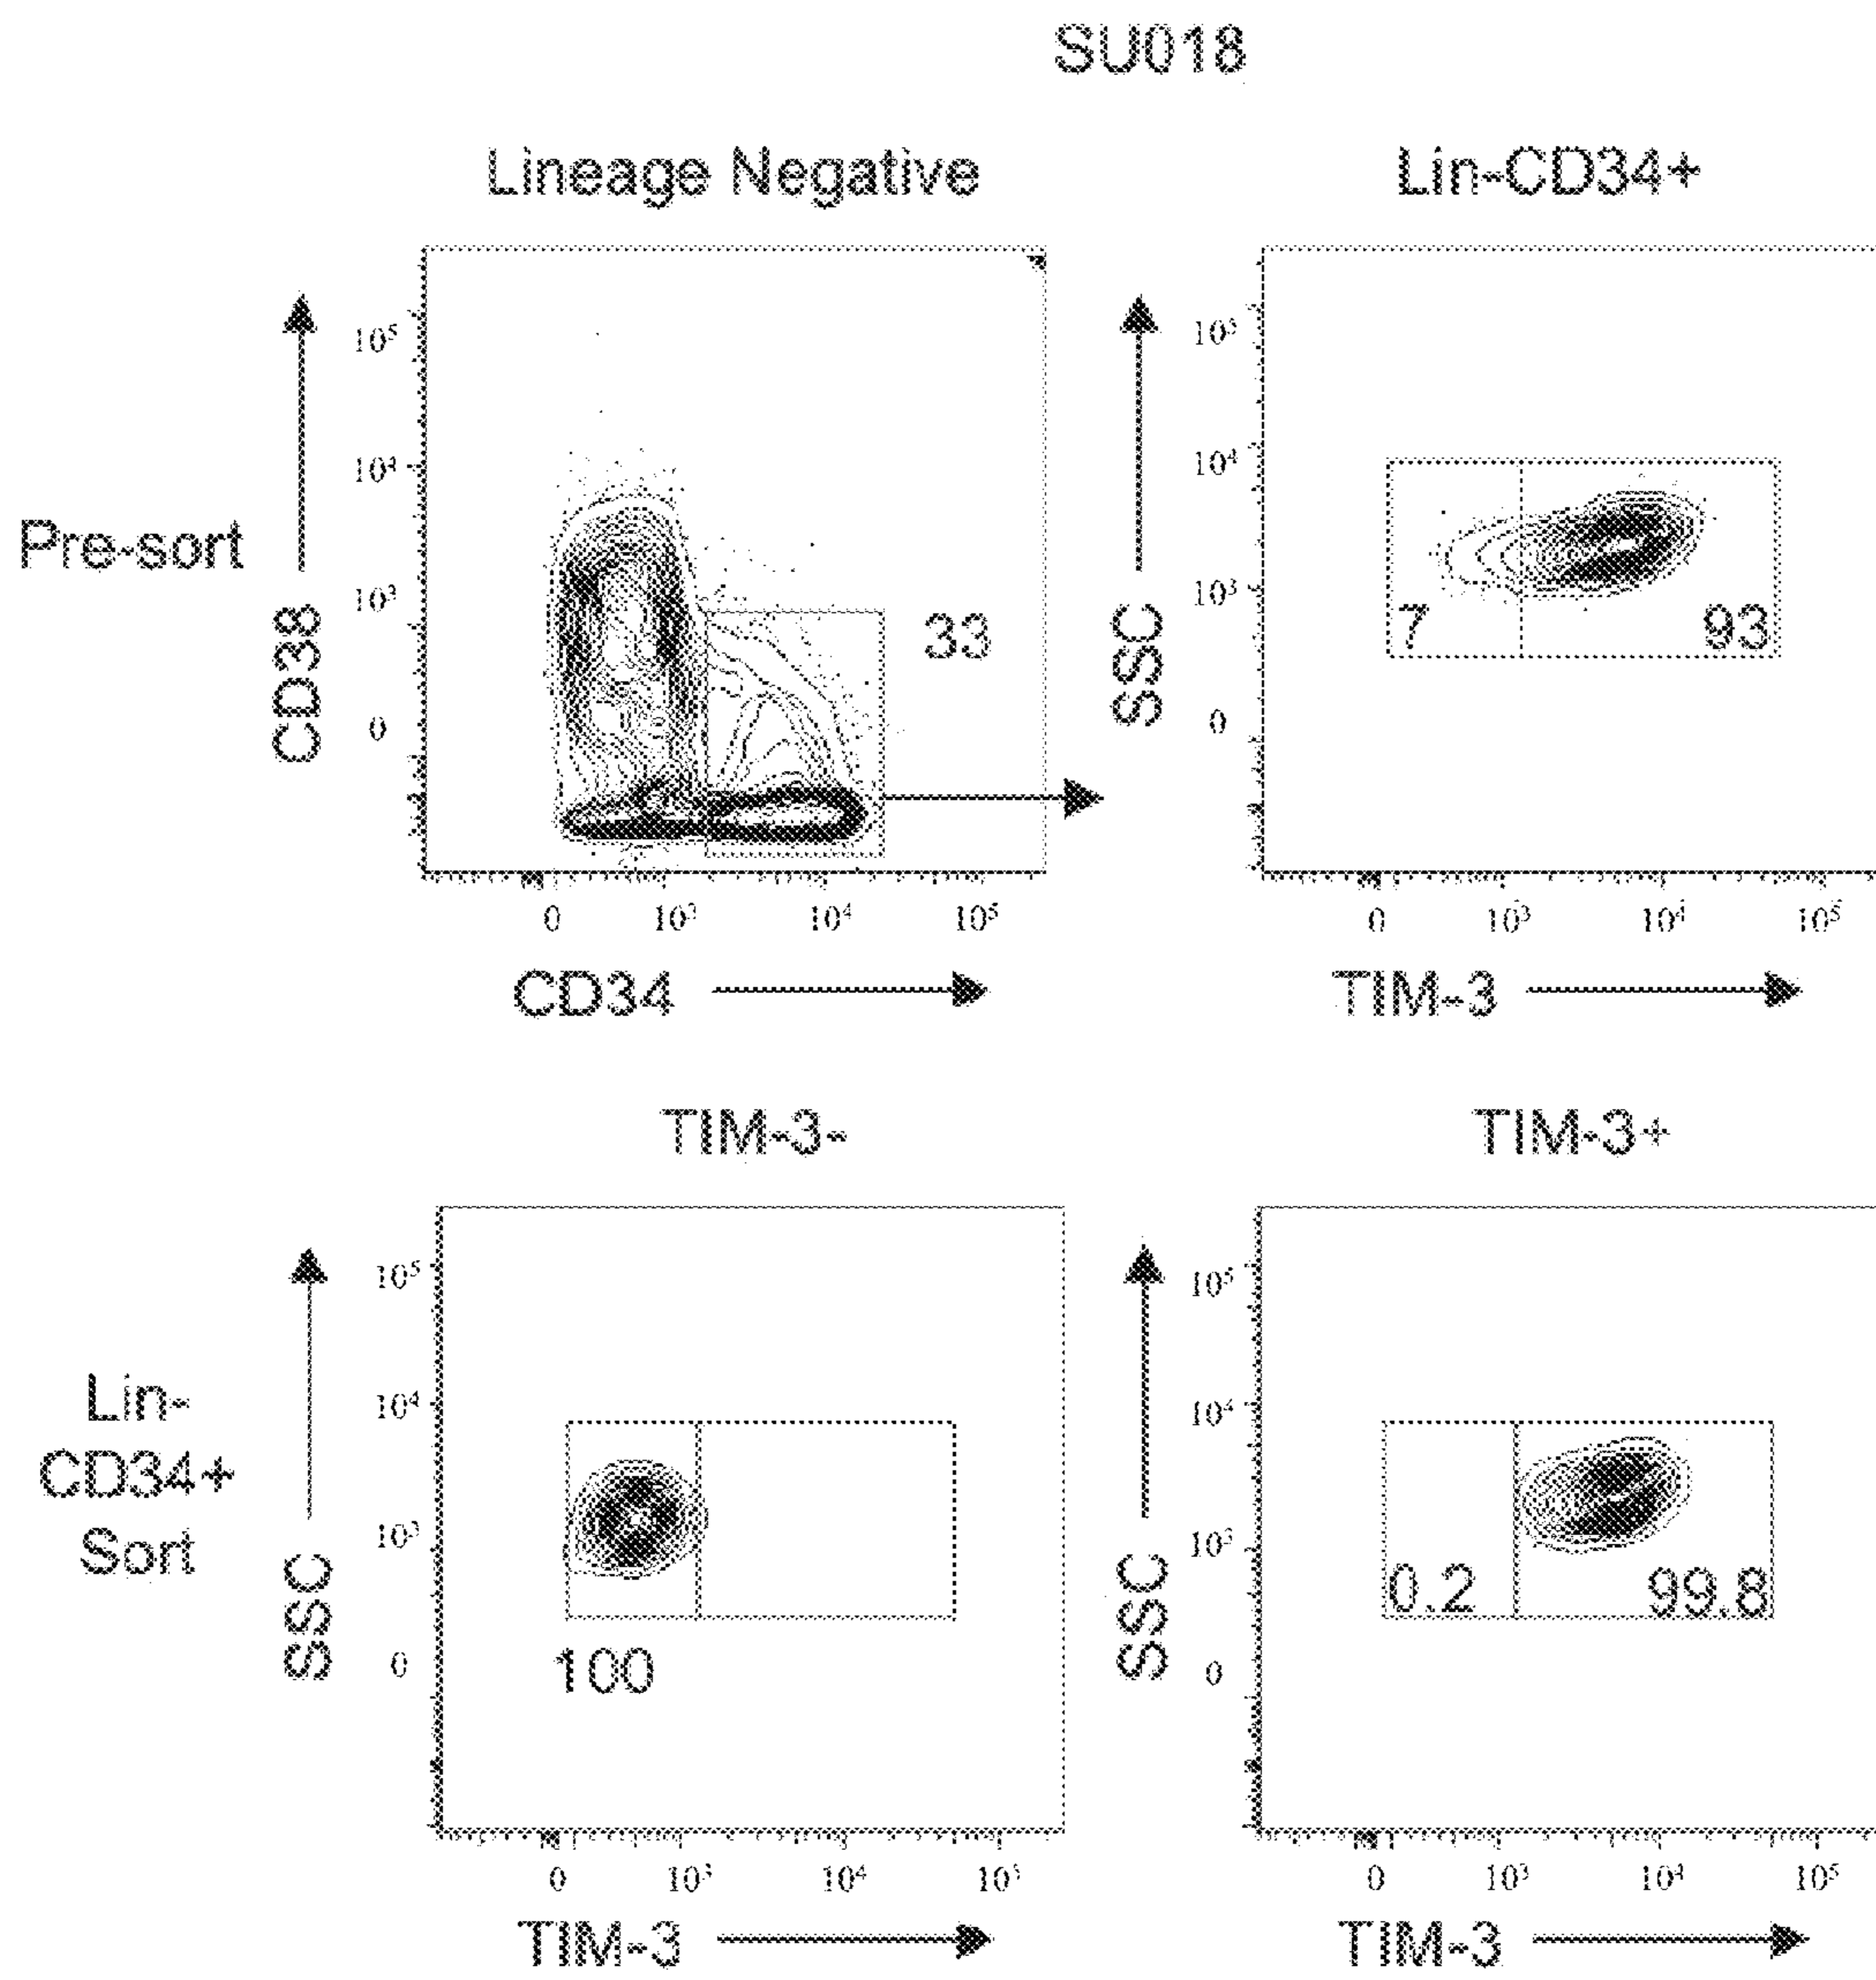 SU018
Lineage Negative
Lin-CD34+
Pre-sort
CD38
10⁵
10⁴
10³
0
33
0
10³
10⁴
10⁵
CD34
SSC
10⁵
10⁴
10³
0
7
93
0
10³
10⁴
10⁵
TIM-3
TIM-3-
TIM-3+
Lin-
CD34+
Sort
SSC
10⁵
10⁴
10³
0
100
0
10³
10⁴
10⁵
TIM-3
SSC
10⁵
10⁴
10³
0
0.2
99.8
0
10³
10⁴
10⁵
TIM-3